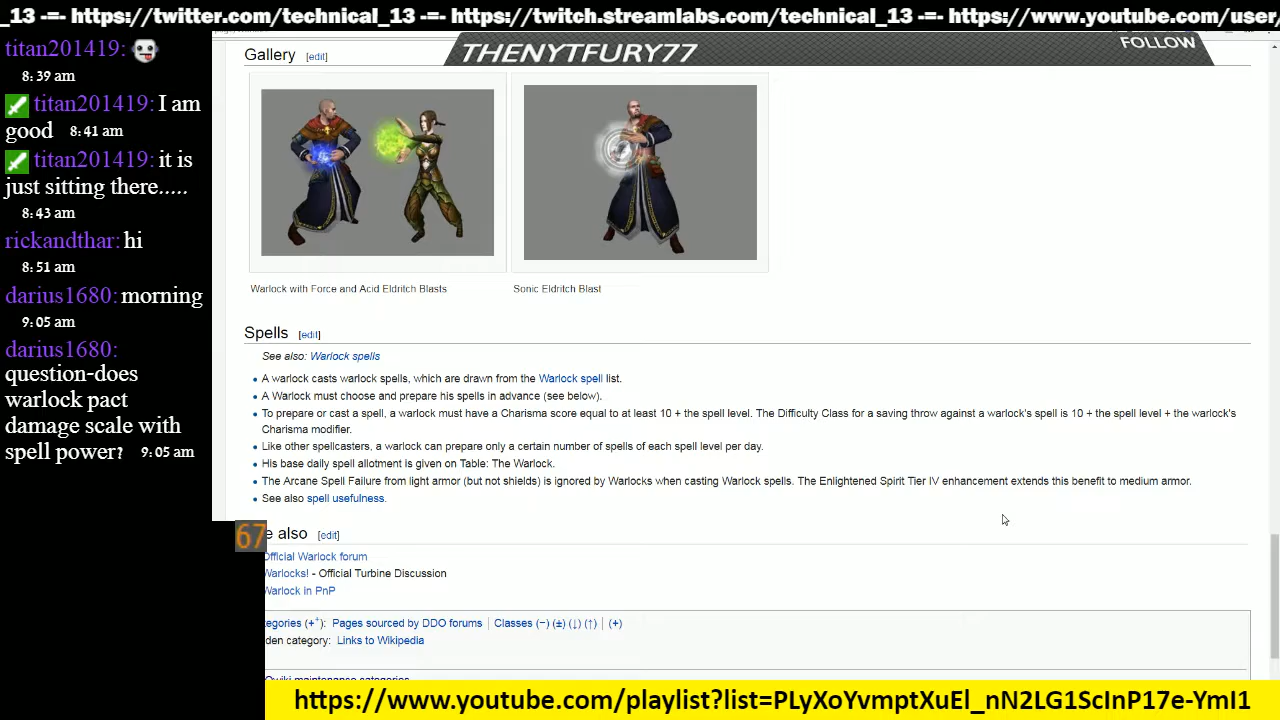 _13 -=- https://twitter.com/technical_13 -=- https://twitch.streamlabs.com/technical_13 -=- https://www.youtube.com/user/
THENYTFURY77
FOLLOW
titan201419:
8:39 am
titan201419: I am
good 8:41 am
titan201419: it is
just sitting there.....
8:43 am
rickandthar: hi
8:51 am
darius1680: morning
9:05 am
darius1680:
question-does
warlock pact
damage scale with
spell power? 9:05 am
Gallery [edit]
Warlock with Force and Acid Eldritch Blasts
Sonic Eldritch Blast
Spells [edit]
See also: Warlock spells
A warlock casts warlock spells, which are drawn from the Warlock spell list.
A Warlock must choose and prepare his spells in advance (see below).
To prepare or cast a spell, a warlock must have a Charisma score equal to at least 10 + the spell level. The Difficulty Class for a saving throw against a warlock's spell is 10 + the spell level + the warlock's
Charisma modifier.
Like other spellcasters, a warlock can prepare only a certain number of spells of each spell level per day.
His base daily spell allotment is given on Table: The Warlock.
The Arcane Spell Failure from light armor (but not shields) is ignored by Warlocks when casting Warlock spells. The Enlightened Spirit Tier IV enhancement extends this benefit to medium armor.
See also spell usefulness.
67
e also [edit]
Official Warlock forum
Warlocks! - Official Turbine Discussion
Warlock in PnP
egories (+⁺): Pages sourced by DDO forums | Classes (−) (±) (↓) (↑) | (+)
den category: Links to Wikipedia
wiki maintenance categories
https://www.youtube.com/playlist?list=PLyXoYvmptXuEl_nN2LG1ScInP17e-YmI1